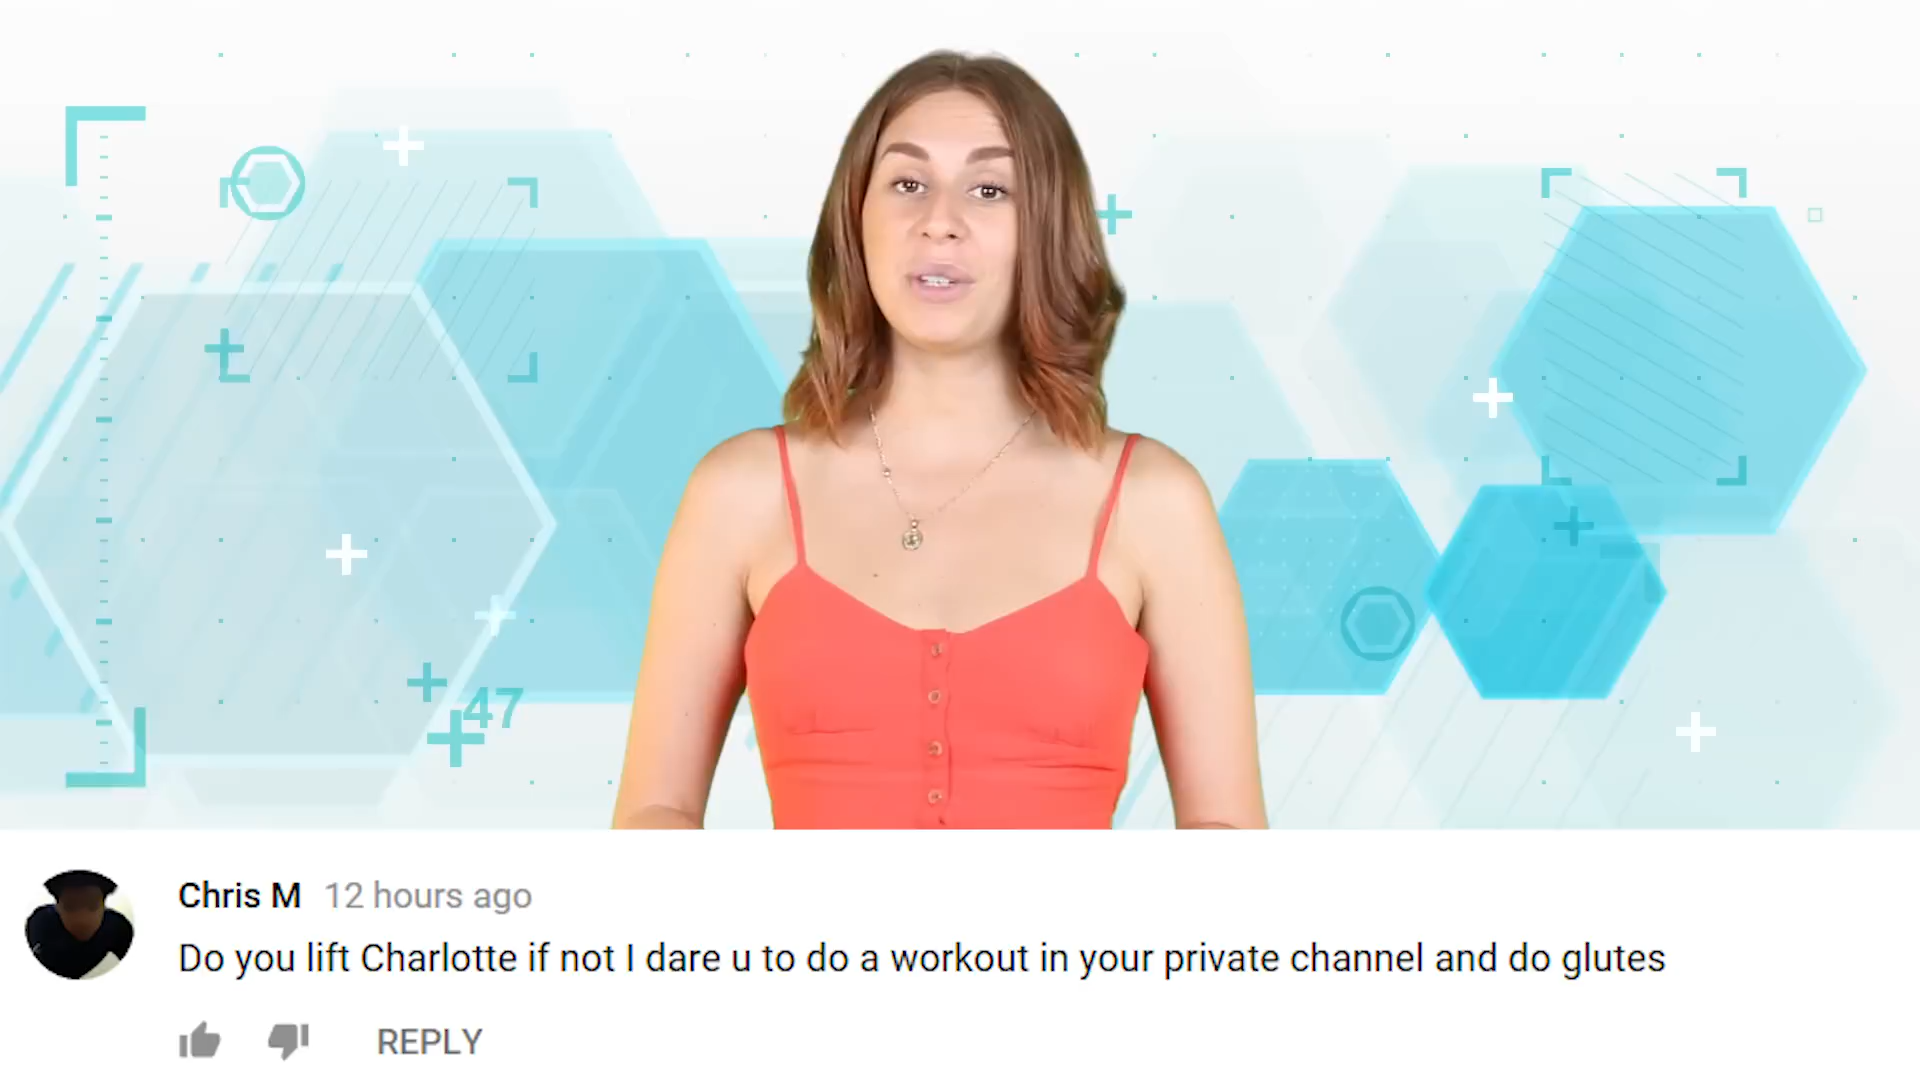 47
Chris M 12 hours ago
Do you lift Charlotte if not I dare u to do a workout in your private channel and do glutes
REPLY